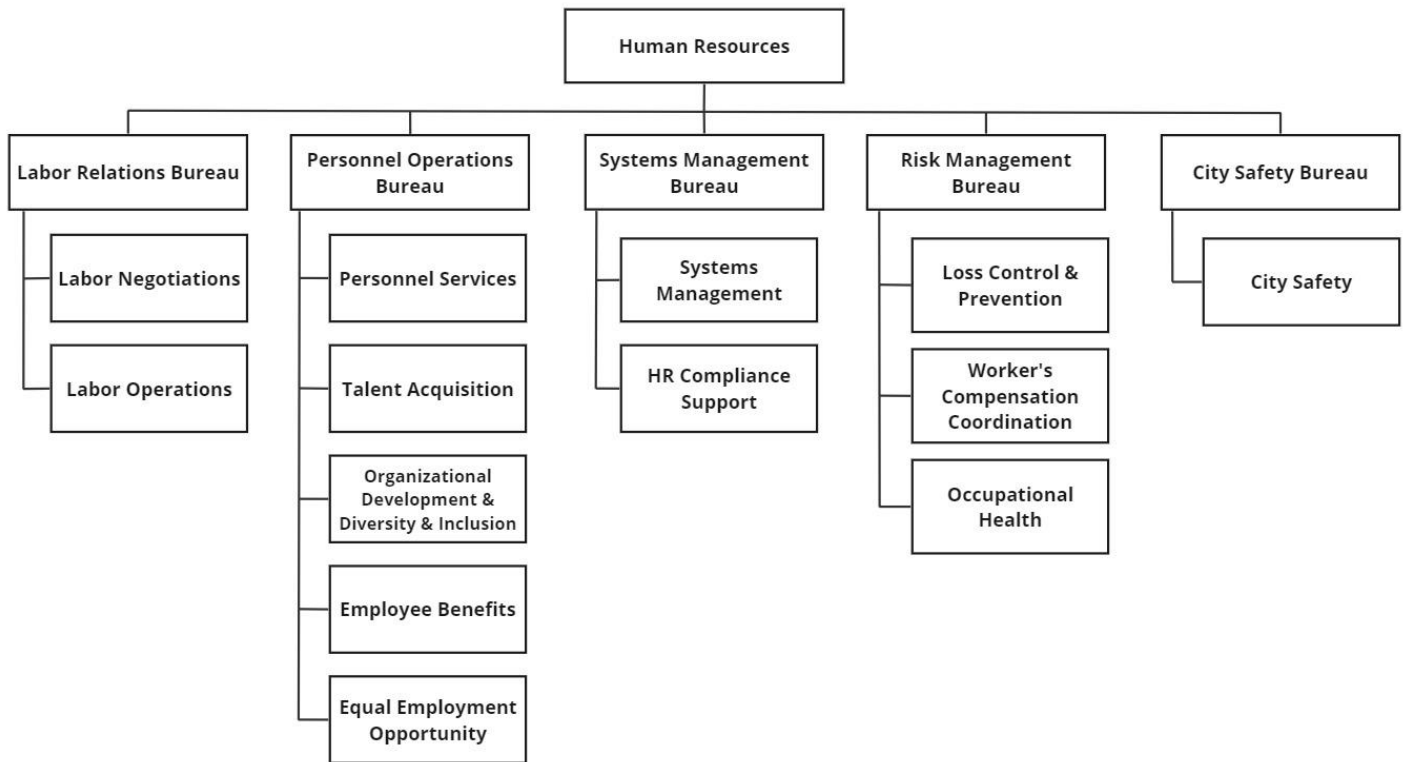 Human Resources
Labor Relations Bureau
Personnel Operations
Bureau
Systems Management
Bureau
Risk Management
Bureau
City Safety Bureau
Labor Negotiations
Labor Operations
Personnel Services
Talent Acquisition
Organizational
Development &
Diversity & Inclusion
Employee Benefits
Equal Employment
Opportunity
Systems
Management
HR Compliance
Support
Loss Control &
Prevention
Worker's
Compensation
Coordination
Occupational
Health
City Safety